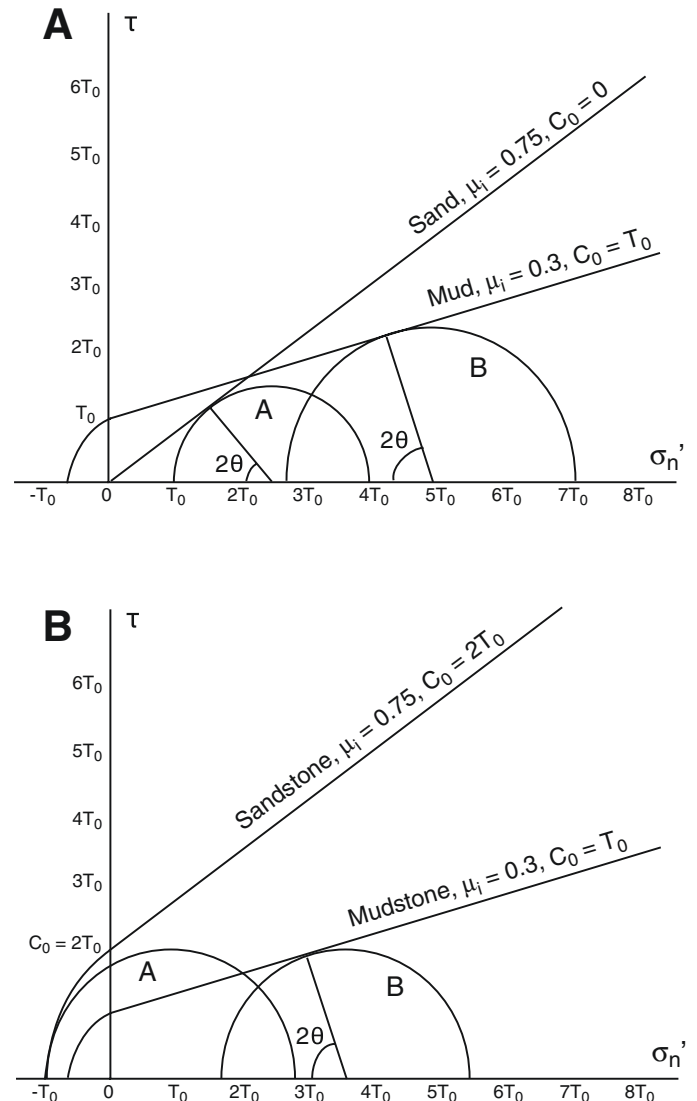 A
τ
6T₀
5T₀
4T₀
3T₀
2T₀
T₀
Sand, μᵢ = 0.75, C₀ = 0
Mud, μᵢ = 0.3, C₀ = T₀
A
B
2θ
2θ
σₙ'
-T₀ 0 T₀ 2T₀ 3T₀ 4T₀ 5T₀ 6T₀ 7T₀ 8T₀
B
τ
6T₀
5T₀
4T₀
3T₀
C₀ = 2T₀
Sandstone, μᵢ = 0.75, C₀ = 2T₀
Mudstone, μᵢ = 0.3, C₀ = T₀
A
B
2θ
σₙ'
-T₀ 0 T₀ 2T₀ 3T₀ 4T₀ 5T₀ 6T₀ 7T₀ 8T₀